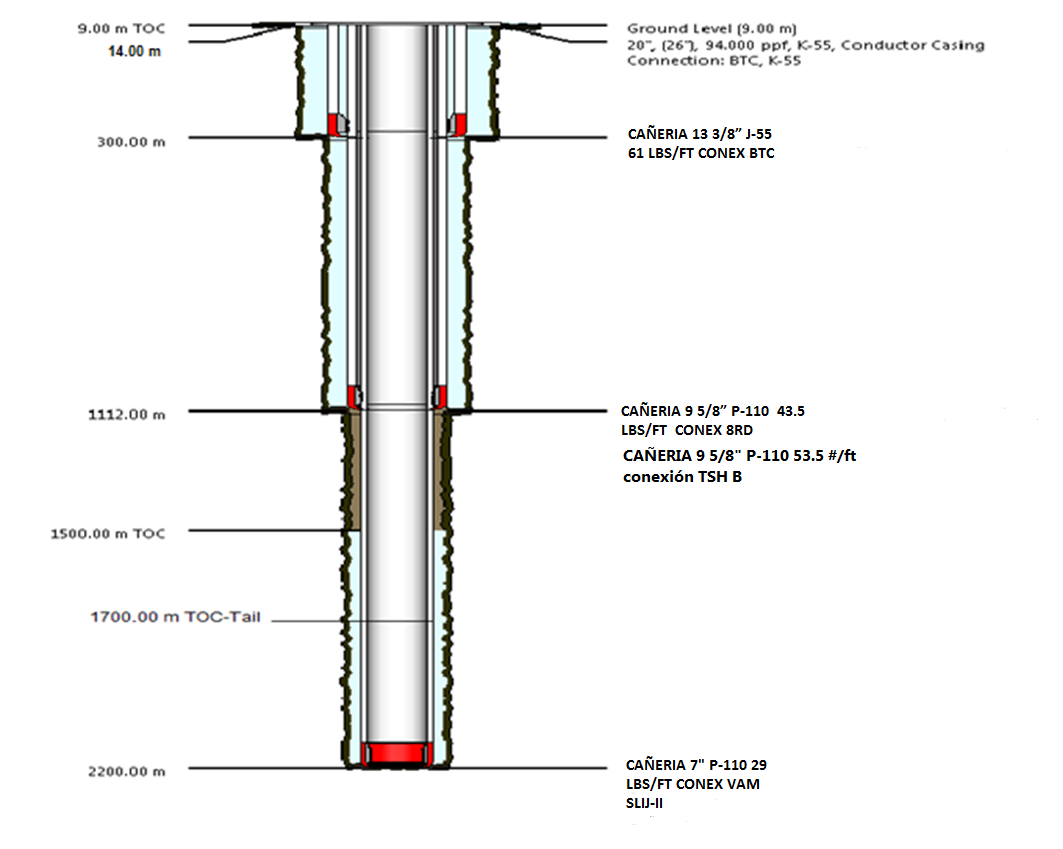 9.00 m TOC
14.00 m
Ground Level (9.00 m)
20", (26"), 94.000 ppf, K-55, Conductor Casing
Connection: BTC, K-55
300.00 m
CAÑERIA 13 3/8” J-55
61 LBS/FT CONEX BTC
1112.00 m
CAÑERIA 9 5/8” P-110 43.5
LBS/FT CONEX 8RD
CAÑERIA 9 5/8" P-110 53.5 #/ft
conexión TSH B
1500.00 m TOC
1700.00 m TOC-Tail
2200.00 m
CAÑERIA 7" P-110 29
LBS/FT CONEX VAM
SLIJ-II